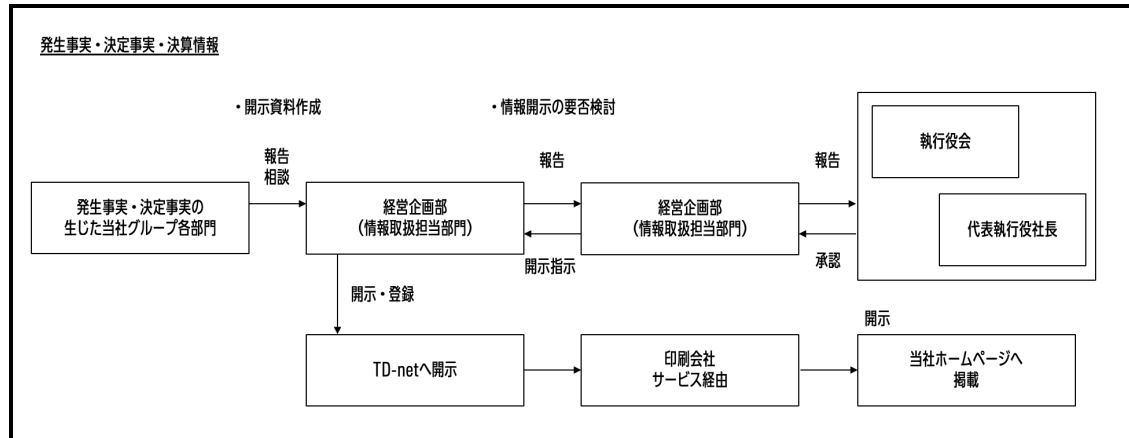 発生事実・決定事実・決算情報
・開示資料作成
・情報開示の要否検討
報告
相談
報告
報告
発生事実・決定事実の
生じた当社グループ各部門
経営企画部
（情報取扱担当部門）
経営企画部
（情報取扱担当部門）
執行役会
代表執行役社長
開示指示
承認
開示・登録
開示
TD-netへ開示
印刷会社
サービス経由
当社ホームページへ
掲載